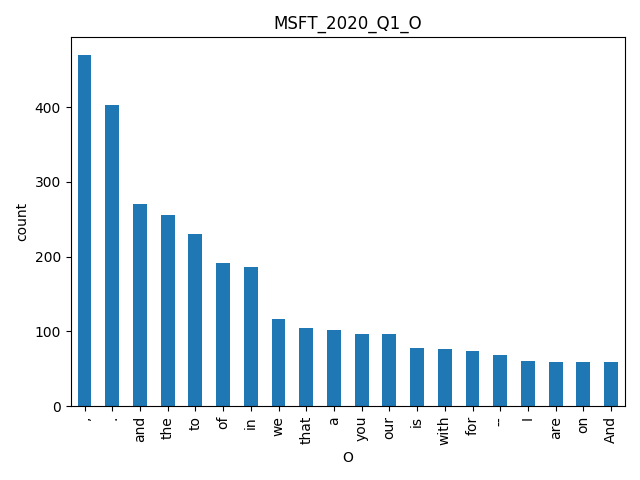 MSFT_2020_Q1_O
count
400
300
200
100
0
, . and the to of in we that a you our is with for -- I are on And
O